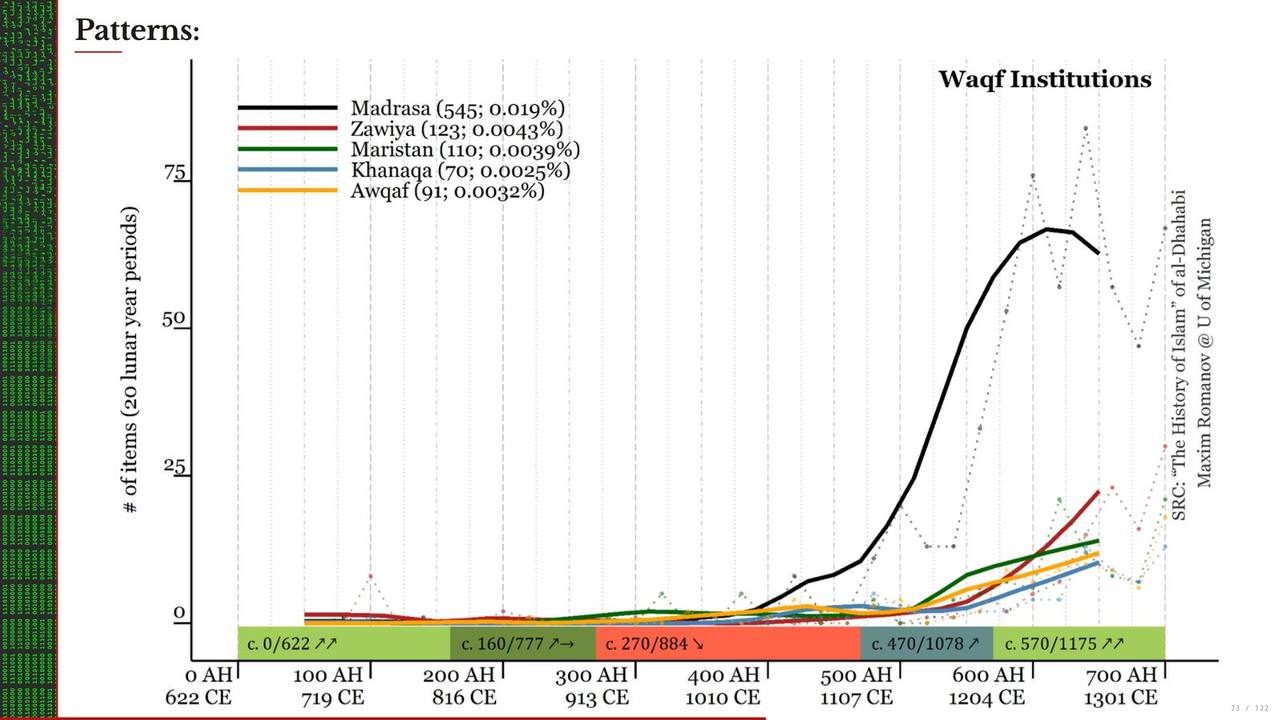 Patterns:
Waqf Institutions
Madrasa (545; 0.019%)
Zawiya (123; 0.0043%)
Maristan (110; 0.0039%)
Khanaqa (70; 0.0025%)
Awqaf (91; 0.0032%)
75
50
25
0
# of items (20 lunar year periods)
SRC: “The History of Islam” of al-Dhahabi
Maxim Romanov @ U of Michigan
c. 0/622 ↗↗
c. 160/777 ↗→
c. 270/884 ↘
c. 470/1078 ↗
c. 570/1175 ↗↗
0 AH
622 CE
100 AH
719 CE
200 AH
816 CE
300 AH
913 CE
400 AH
1010 CE
500 AH
1107 CE
600 AH
1204 CE
700 AH
1301 CE
73 / 122